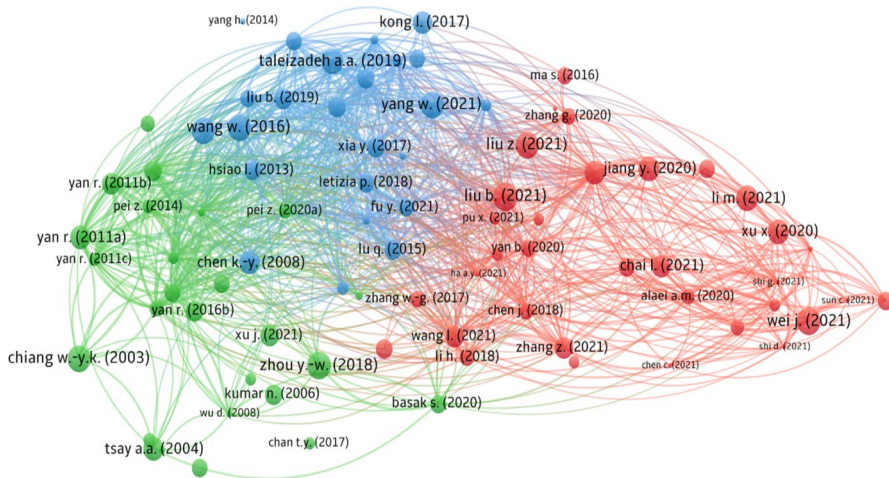 yang h. (2014)
kong l. (2017)
taleizadeh a.a. (2019)
ma s. (2016)
liu b. (2019)
yang w. (2021)
zhang g. (2020)
wang w. (2016)
liu z. (2021)
xia y. (2017)
hsiao l. (2013)
jiang y. (2020)
yan r. (2011b)
letizia p. (2018)
liu b. (2021)
li m. (2021)
pei z. (2014)
pei z. (2020a)
fu y. (2021)
pu x. (2021)
xu x. (2020)
yan r. (2011a)
yan r. (2011c)
chen k.-y. (2008)
lu q. (2015)
yan b. (2020)
ha a.y. (2021)
chai l. (2021)
shi g. (2021)
zhang w.-g. (2017)
alaei a.m. (2020)
sun c. (2021)
yan r. (2016b)
chen j. (2018)
wei j. (2021)
xu j. (2021)
wang l. (2021)
zhang z. (2021)
shi d. (2021)
chiang w.-y.k. (2003)
zhou y.-w. (2018)
li h. (2018)
chen c. (2021)
kumar n. (2006)
basak s. (2020)
wu d. (2008)
tsay a.a. (2004)
chan t.y. (2017)